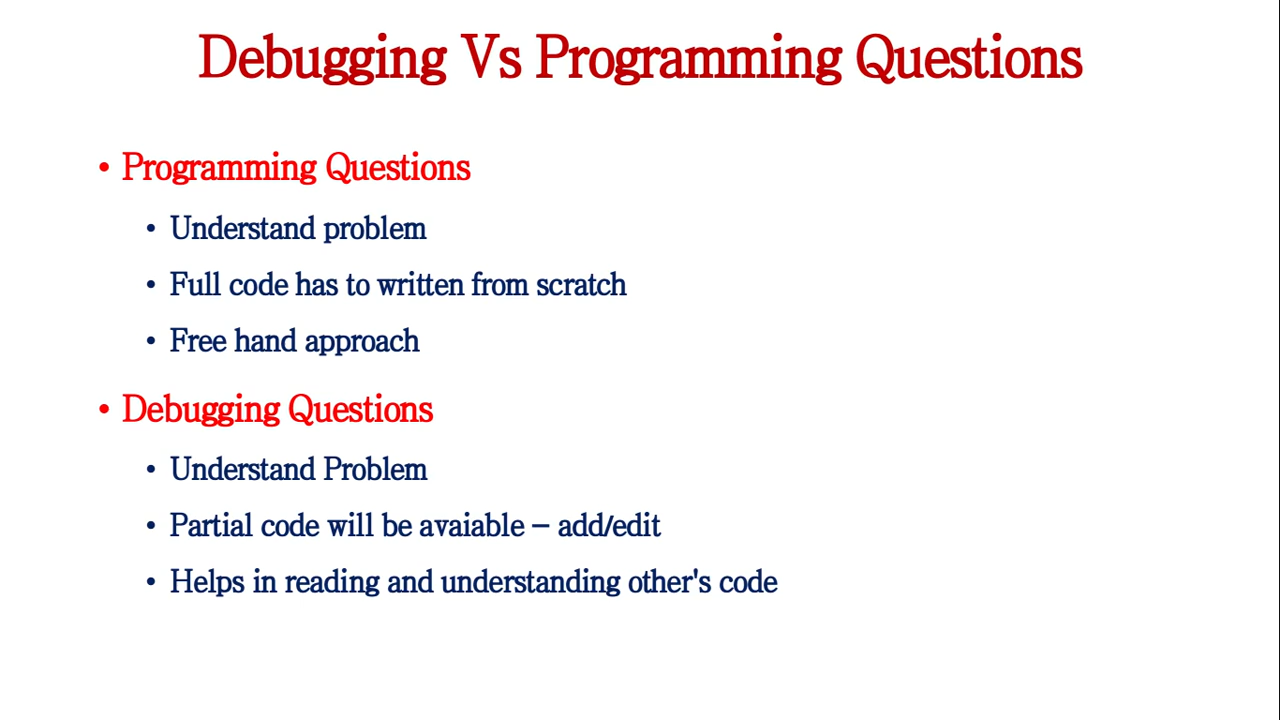 Debugging Vs Programming Questions
• Programming Questions
• Understand problem
• Full code has to written from scratch
• Free hand approach
• Debugging Questions
• Understand Problem
• Partial code will be avaiable – add/edit
• Helps in reading and understanding other's code